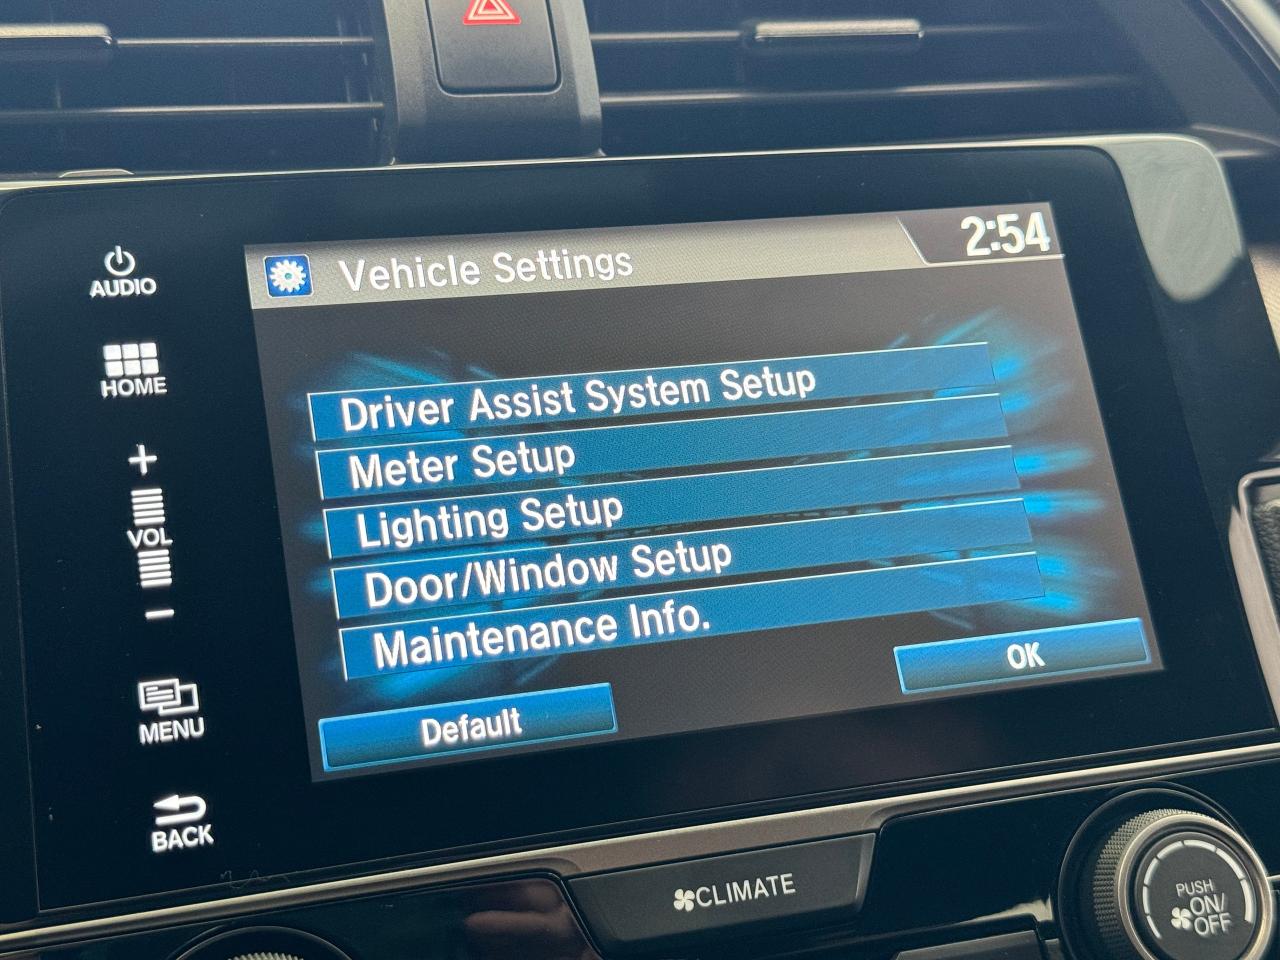 Vehicle Settings
2:54
AUDIO
HOME
+
VOL
−
MENU
BACK
Driver Assist System Setup
Meter Setup
Lighting Setup
Door/Window Setup
Maintenance Info.
Default
OK
CLIMATE
PUSH
ON/
OFF